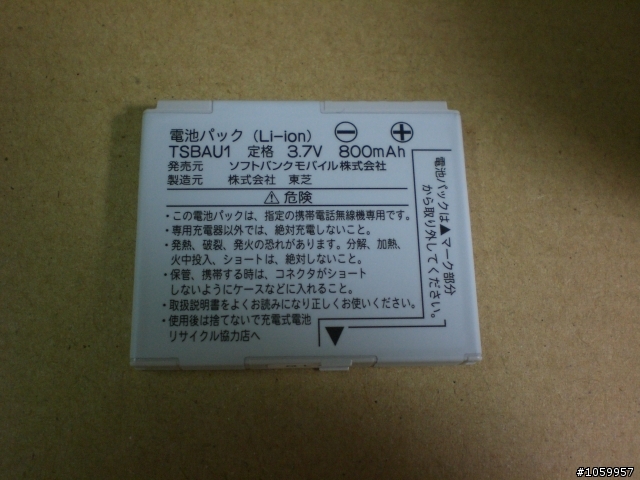 電池パック（Li-ion） ⊖ ⊕
TSBAU1 定格 3.7V 800mAh
発売元 ソフトバンクモバイル株式会社
製造元 株式会社 東芝
⚠危険
・この電池パックは、指定の携帯電話無線機専用です。
・専用充電器以外では、絶対充電しないこと。
・発熱、破裂、発火の恐れがあります。分解、加熱、
火中投入、ショートは、絶対しないこと。
・保管、携帯する時は、コネクタがショート
しないようにケースなどに入れること。
・取扱説明書をよくお読みになり正しくお使いください。
・使用後は捨てないで充電式電池
リサイクル協力店へ
▼
電池パックは▲マーク部分
から取り外してください。
#1059957